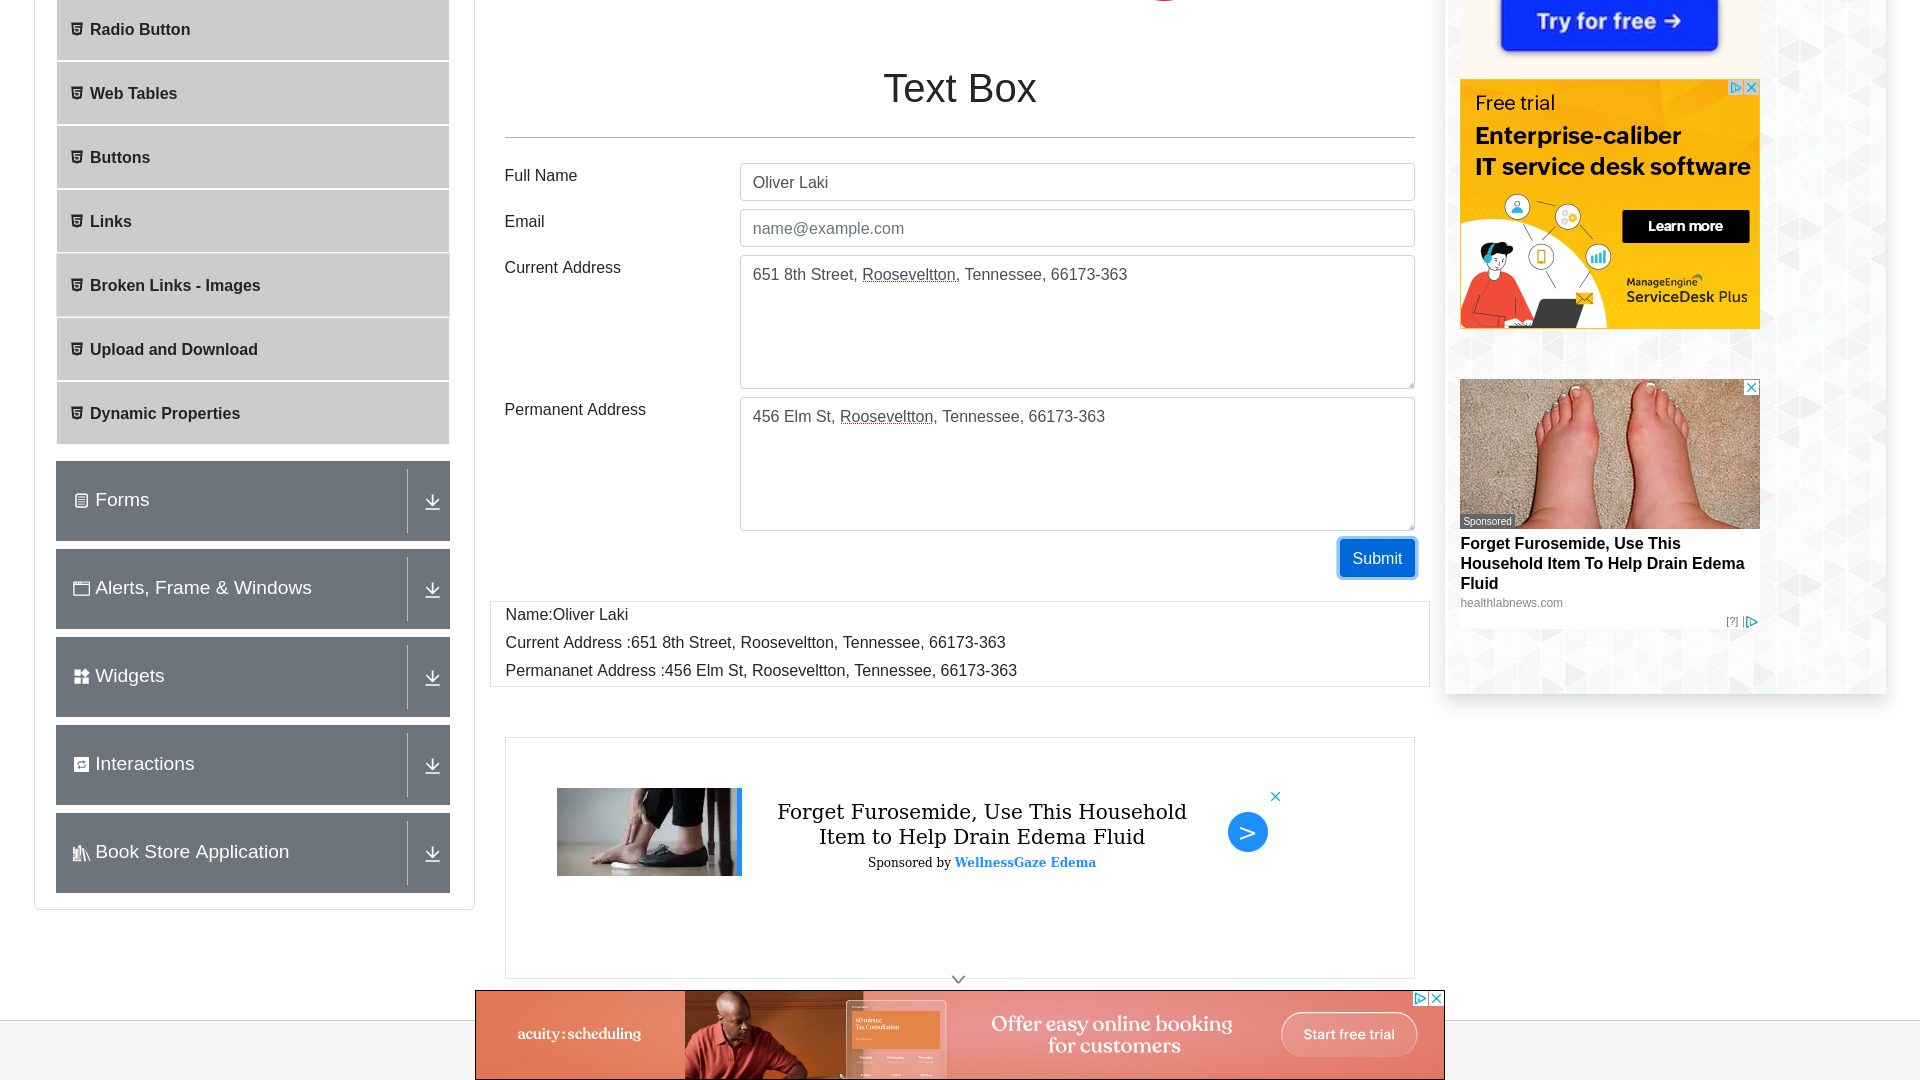 Radio Button
Web Tables
Buttons
Links
Broken Links - Images
Upload and Download
Dynamic Properties
Forms
Alerts, Frame & Windows
Widgets
Interactions
Book Store Application
Text Box
Full Name
Oliver Laki
Email
name@example.com
Current Address
651 8th Street, Rooseveltton, Tennessee, 66173-363
Permanent Address
456 Elm St, Rooseveltton, Tennessee, 66173-363
Submit
Name:Oliver Laki
Current Address :651 8th Street, Rooseveltton, Tennessee, 66173-363
Permananet Address :456 Elm St, Rooseveltton, Tennessee, 66173-363
Forget Furosemide, Use This Household
Item to Help Drain Edema Fluid
Sponsored by WellnessGaze Edema
>
Try for free →
Free trial
Enterprise-caliber
IT service desk software
Learn more
ManageEngine
ServiceDesk Plus
Sponsored
Forget Furosemide, Use This
Household Item To Help Drain Edema
Fluid
healthlabnews.com
[?]
acuity:scheduling
60 minute
Tax Consultation
Offer easy online booking
for customers
Start free trial